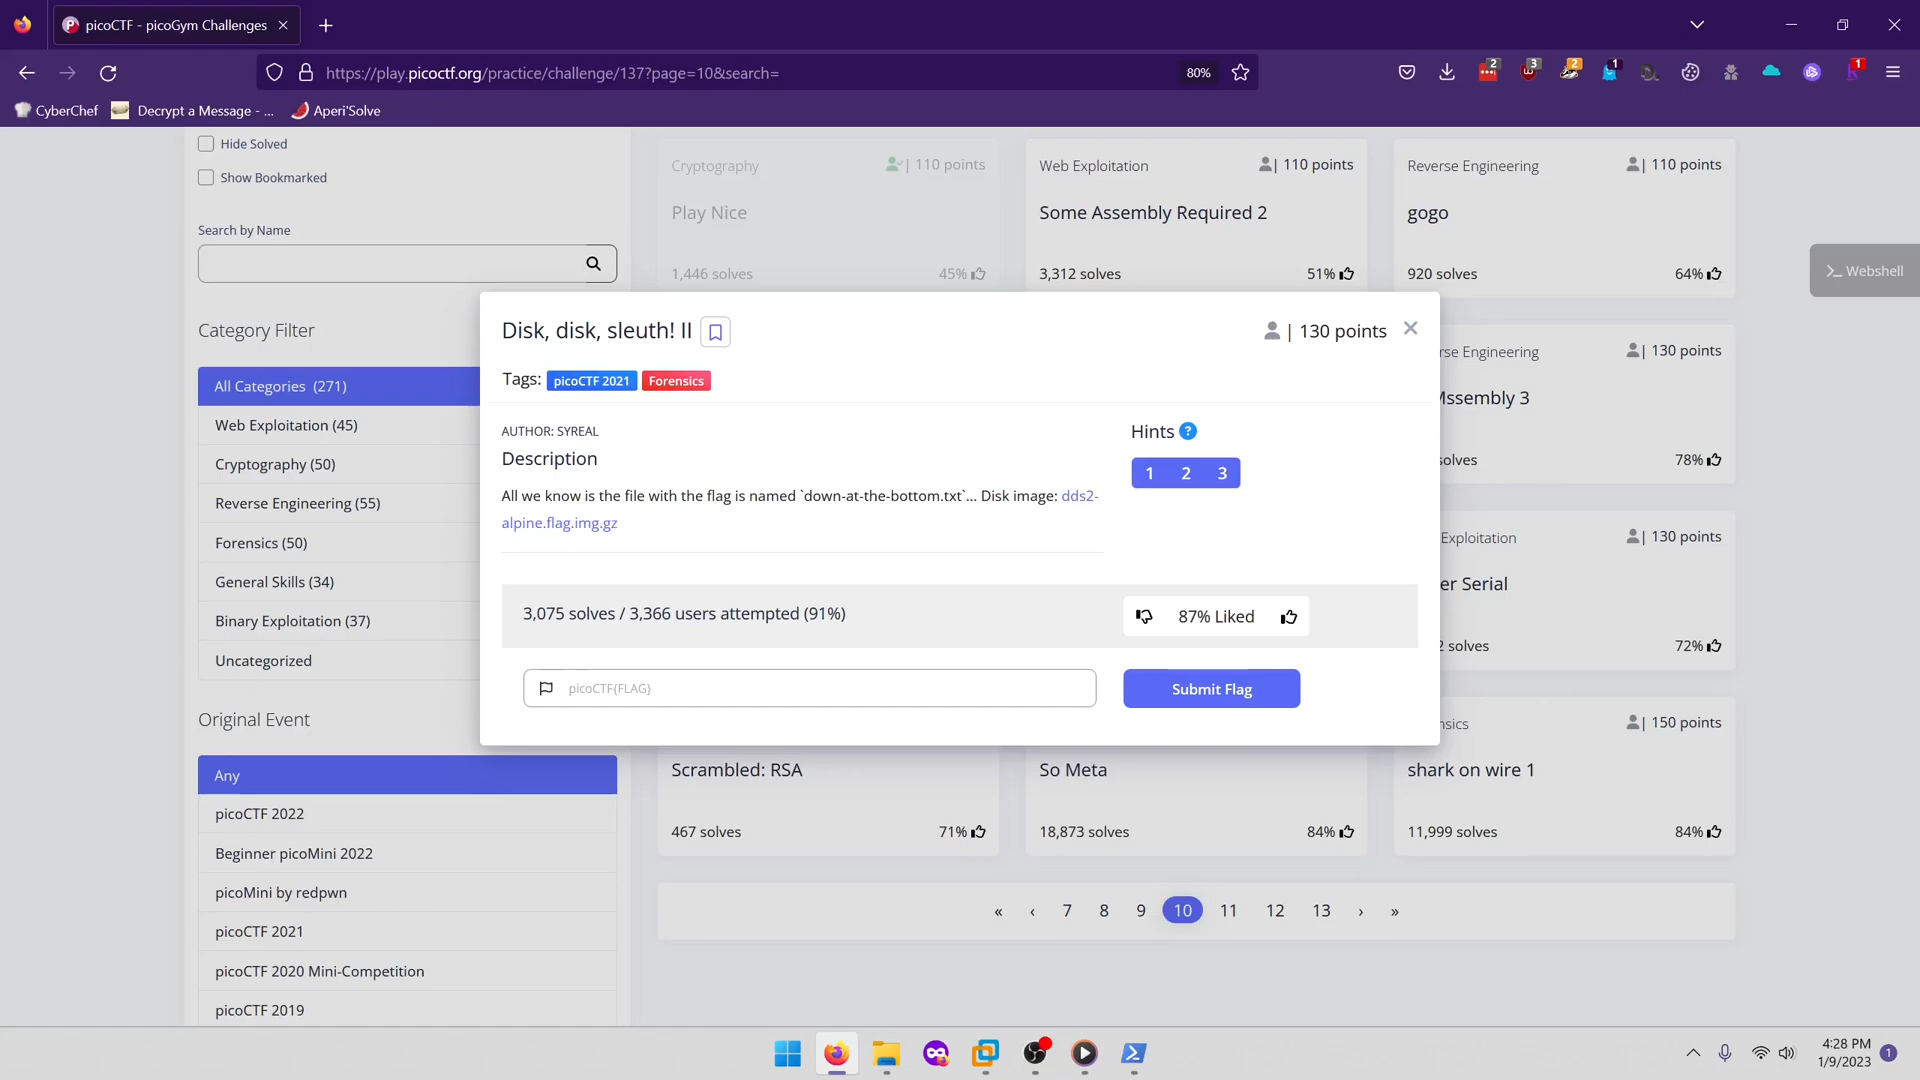 picoCTF - picoGym Challenges
https://play.picoctf.org/practice/challenge/137?page=10&search=
80%
2
3
2
1
1
CyberChef
Decrypt a Message - ...
Aperi'Solve
Hide Solved
Show Bookmarked
Search by Name
Category Filter
All Categories (271)
Web Exploitation (45)
Cryptography (50)
Reverse Engineering (55)
Forensics (50)
General Skills (34)
Binary Exploitation (37)
Uncategorized
Original Event
Any
picoCTF 2022
Beginner picoMini 2022
picoMini by redpwn
picoCTF 2021
picoCTF 2020 Mini-Competition
picoCTF 2019
Cryptography | 110 points
Play Nice
1,446 solves 45%
Web Exploitation | 110 points
Some Assembly Required 2
3,312 solves 51%
Reverse Engineering | 110 points
gogo
920 solves 64%
>_ Webshell
Disk, disk, sleuth! II
| 130 points
Tags: picoCTF 2021 Forensics
AUTHOR: SYREAL
Description
All we know is the file with the flag is named `down-at-the-bottom.txt`... Disk image: dds2-
alpine.flag.img.gz
Hints ?
1 2 3
3,075 solves / 3,366 users attempted (91%)
87% Liked
picoCTF{FLAG}
Submit Flag
rse Engineering | 130 points
Mssembly 3
solves 78%
Exploitation | 130 points
er Serial
2 solves 72%
nsics | 150 points
Scrambled: RSA
467 solves 71%
So Meta
18,873 solves 84%
shark on wire 1
11,999 solves 84%
« ‹ 7 8 9 10 11 12 13 › »
4:28 PM
1/9/2023
1